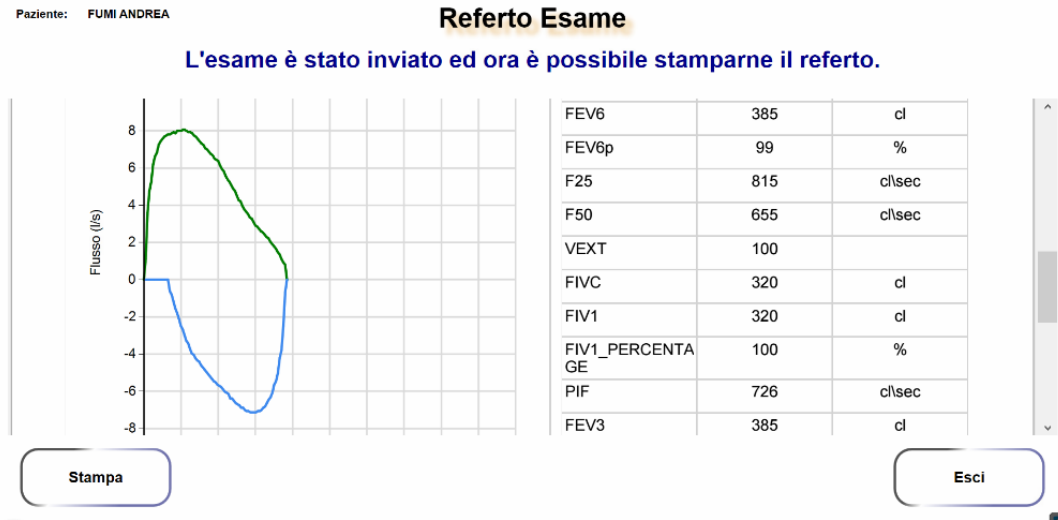 Paziente: FUMI ANDREA
Referto Esame
L'esame è stato inviato ed ora è possibile stamparne il referto.
8
6
4
2
0
-2
-4
-6
-8
Flusso (l/s)
FEV6 385 cl
FEV6p 99 %
F25 815 cl\sec
F50 655 cl\sec
VEXT 100
FIVC 320 cl
FIV1 320 cl
FIV1_PERCENTA 100 %
GE
PIF 726 cl\sec
FEV3 385 cl
Stampa
Esci